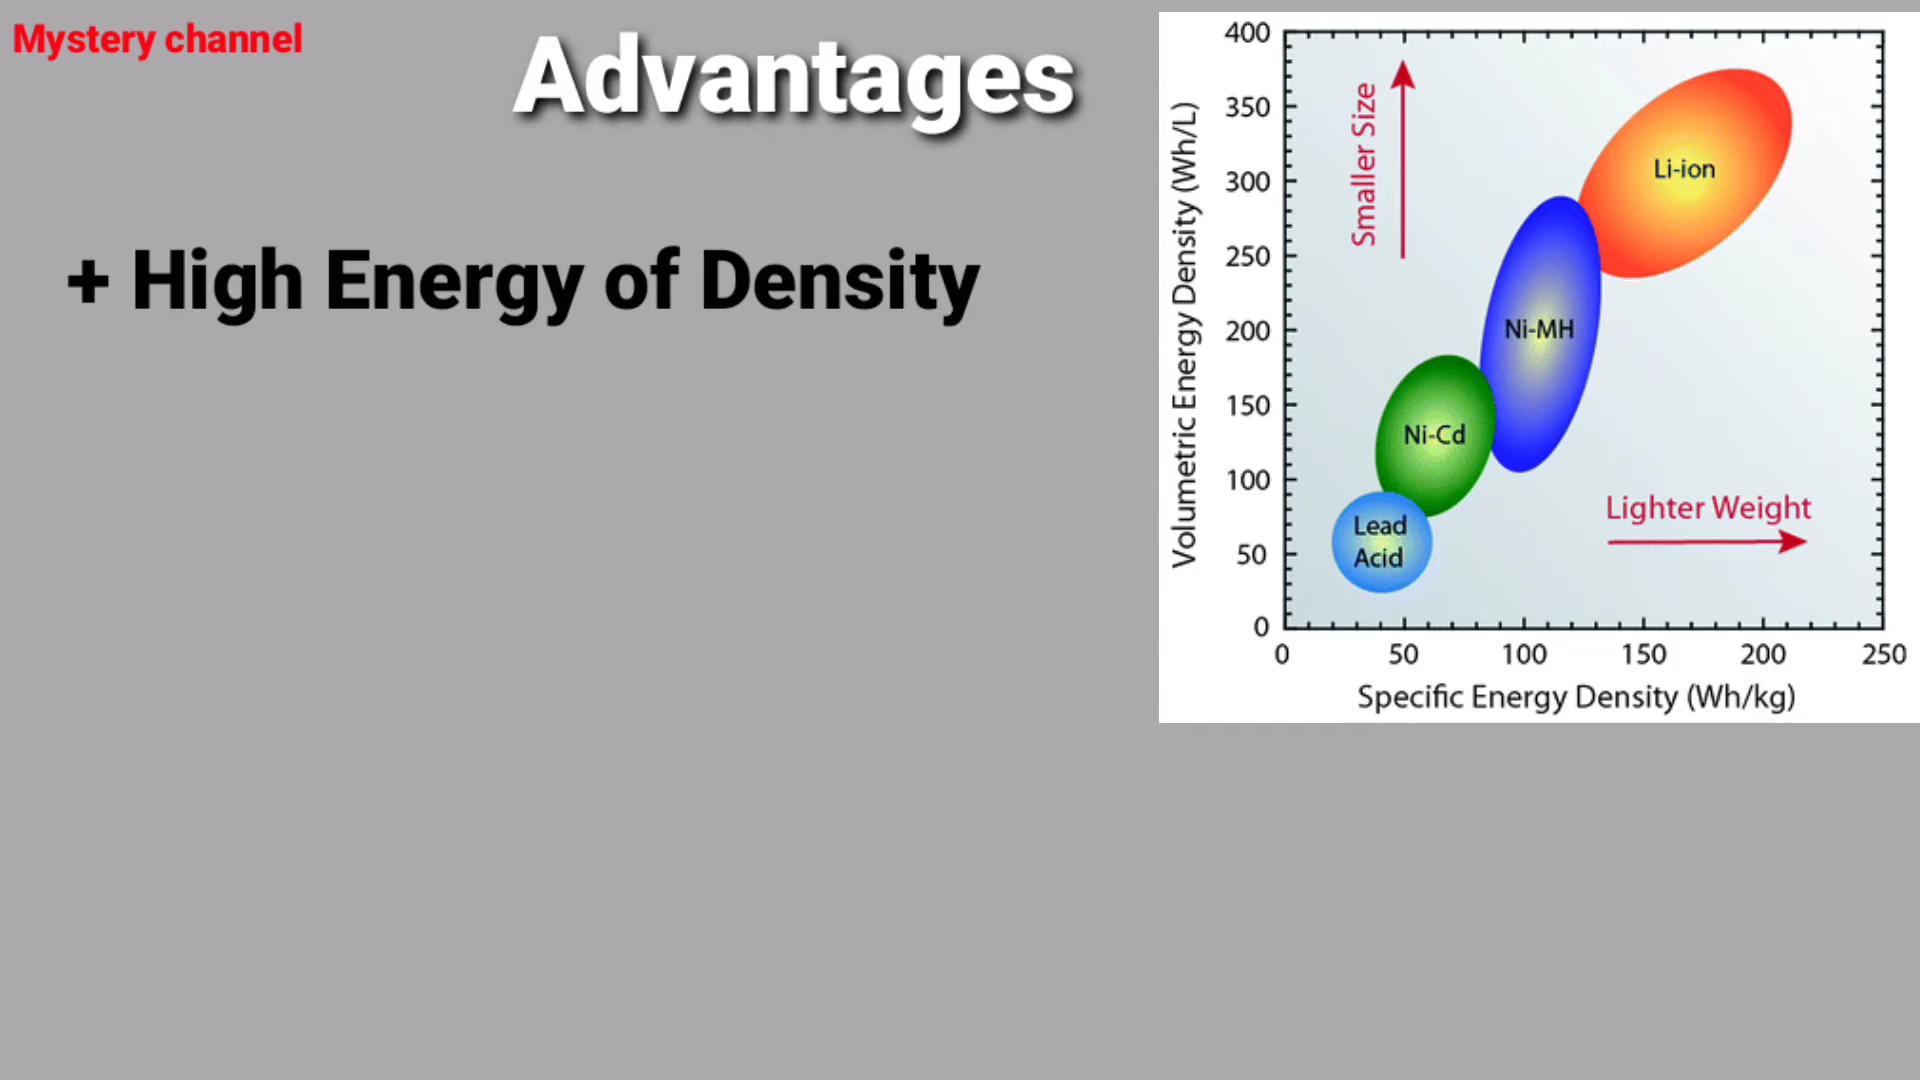 Mystery channel
Advantages
+ High Energy of Density
Volumetric Energy Density (Wh/L)
400
350
300
250
200
150
100
50
0
Smaller Size
Li-ion
Ni-MH
Ni-Cd
Lead
Acid
Lighter Weight
0 50 100 150 200 250
Specific Energy Density (Wh/kg)